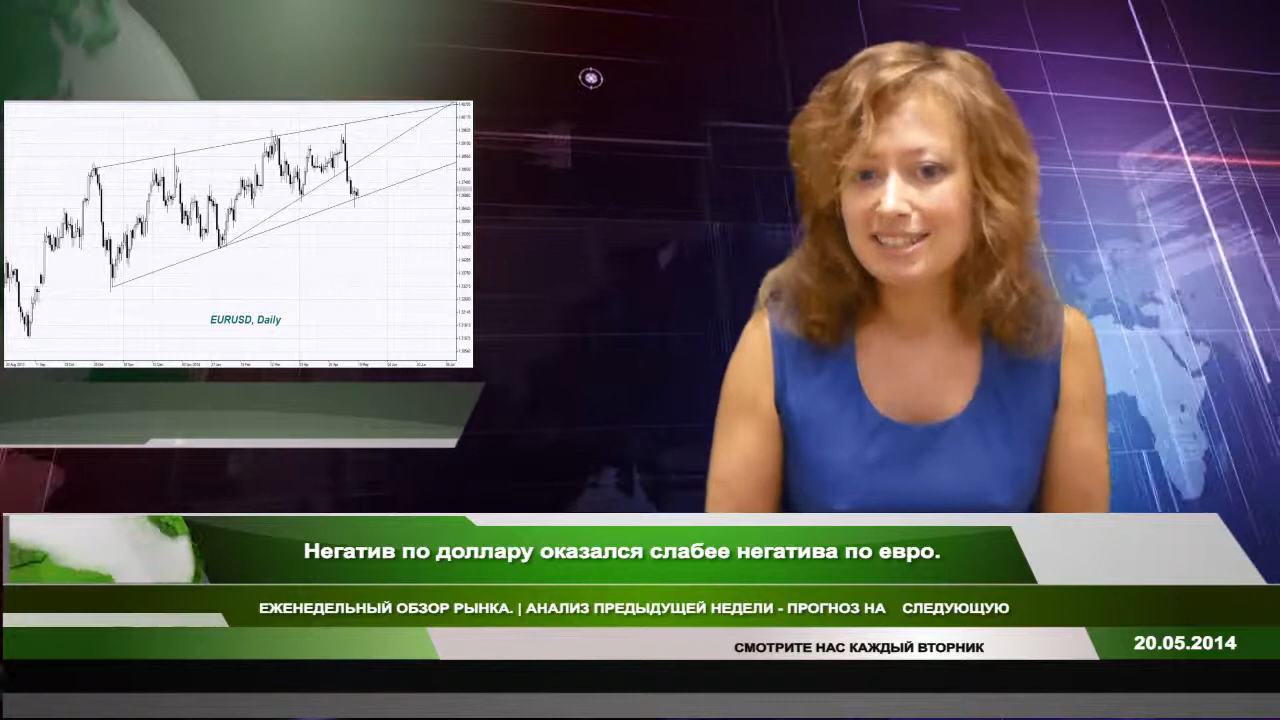 EURUSD, Daily
Негатив по доллару оказался слабее негатива по евро.
ЕЖЕНЕДЕЛЬНЫЙ ОБЗОР РЫНКА. | АНАЛИЗ ПРЕДЫДУЩЕЙ НЕДЕЛИ - ПРОГНОЗ НА СЛЕДУЮЩУЮ
СМОТРИТЕ НАС КАЖДЫЙ ВТОРНИК
20.05.2014